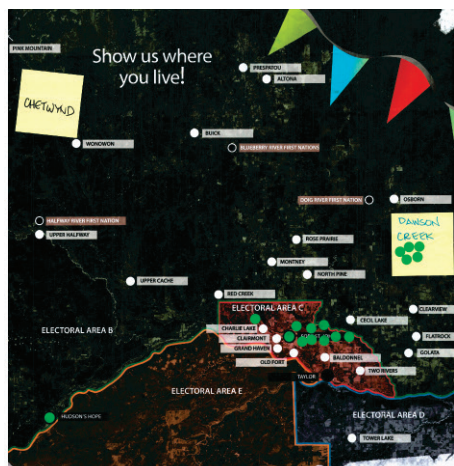 PINK MOUNTAIN
Show us where
you live!
PRESPATOU
ALTONA
CHETWYND
BUICK
WONOWON
BLUEBERRY RIVER FIRST NATIONS
DOIG RIVER FIRST NATION
OSBORN
HALFWAY RIVER FIRST NATION
UPPER HALFWAY
DAWSON
CREEK
ROSE PRAIRIE
MONTNEY
NORTH PINE
UPPER CACHE
RED CREEK
ELECTORAL AREA C
CLEARVIEW
CECIL LAKE
ELECTORAL AREA B
CHARLIE LAKE
CLAIRMONT
FLATROCK
GRAND HAVEN
GOLATA
OLD FORT
BALDONNEL
TWO RIVERS
TAYLOR
ELECTORAL AREA E
HUDSON'S HOPE
ELECTORAL AREA D
TOWER LAKE